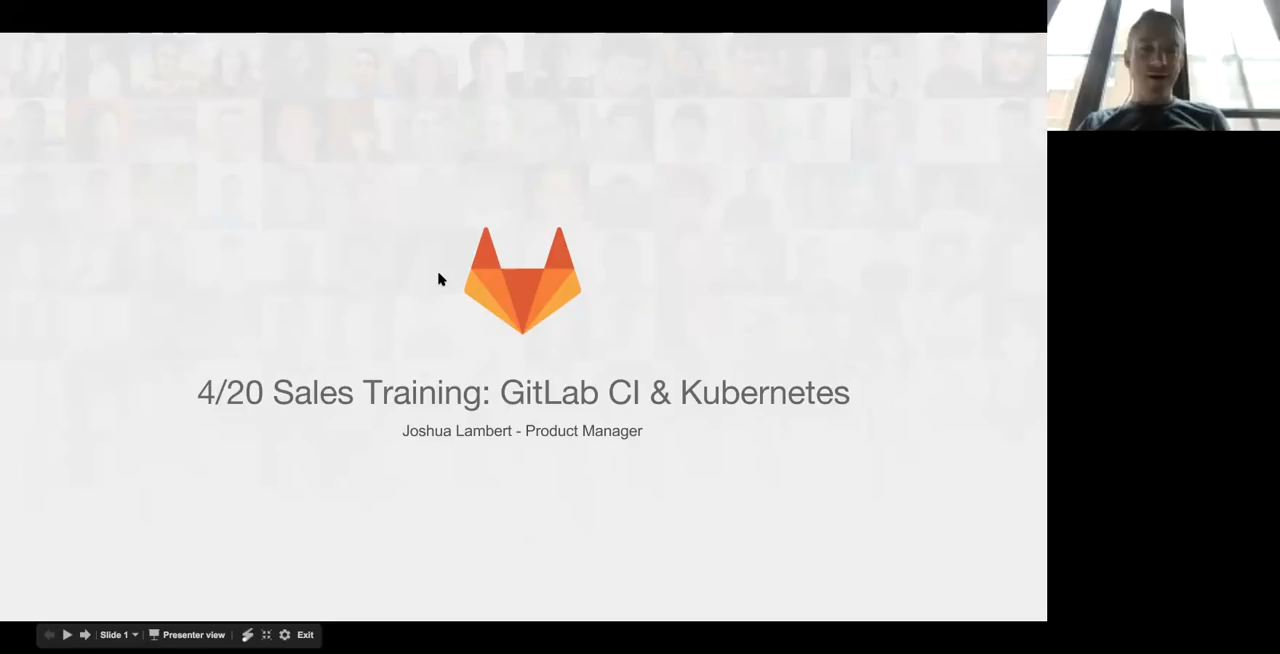 4/20 Sales Training: GitLab CI & Kubernetes
Joshua Lambert - Product Manager
Slide 1
Presenter view
Exit